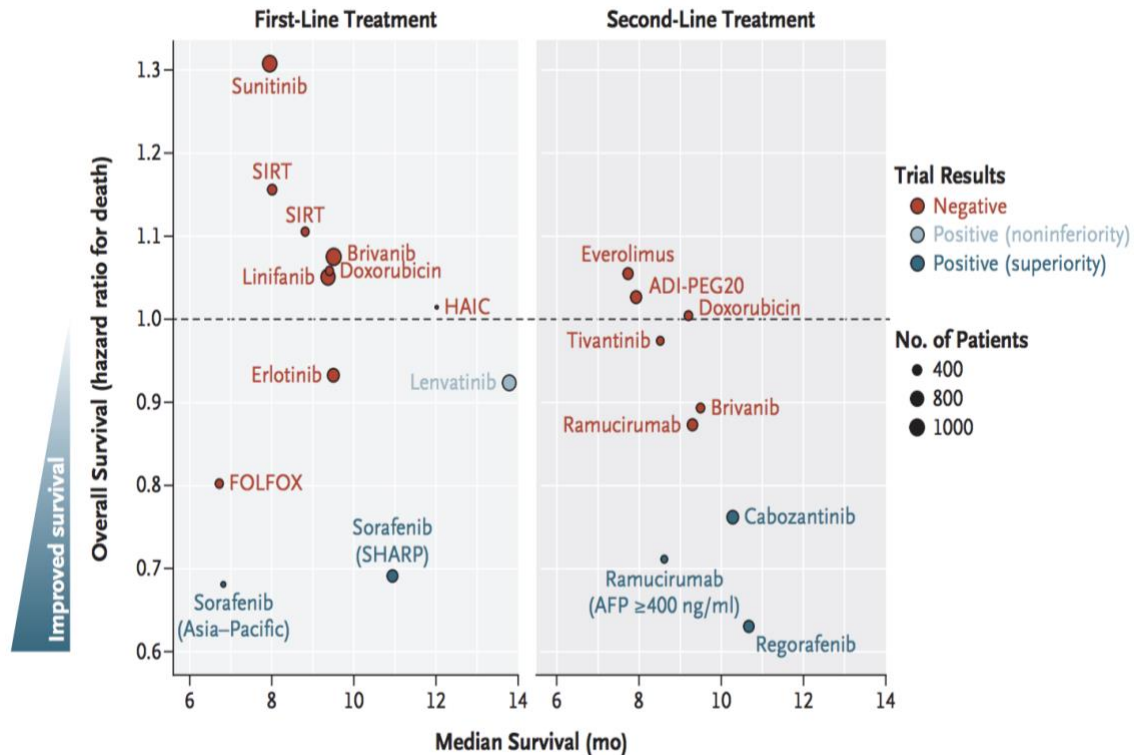 First-Line Treatment
Second-Line Treatment
Overall Survival (hazard ratio for death)
Improved survival
1.3
1.2
1.1
1.0
0.9
0.8
0.7
0.6
Sunitinib
SIRT
SIRT
Brivanib
Doxorubicin
Linifanib
HAIC
Erlotinib
Lenvatinib
FOLFOX
Sorafenib
(SHARP)
Sorafenib
(Asia–Pacific)
6
8
10
12
14
Everolimus
ADI-PEG20
Doxorubicin
Tivantinib
Brivanib
Ramucirumab
Cabozantinib
Ramucirumab
(AFP ≥400 ng/ml)
Regorafenib
6
8
10
12
14
Median Survival (mo)
Trial Results
Negative
Positive (noninferiority)
Positive (superiority)
No. of Patients
400
800
1000